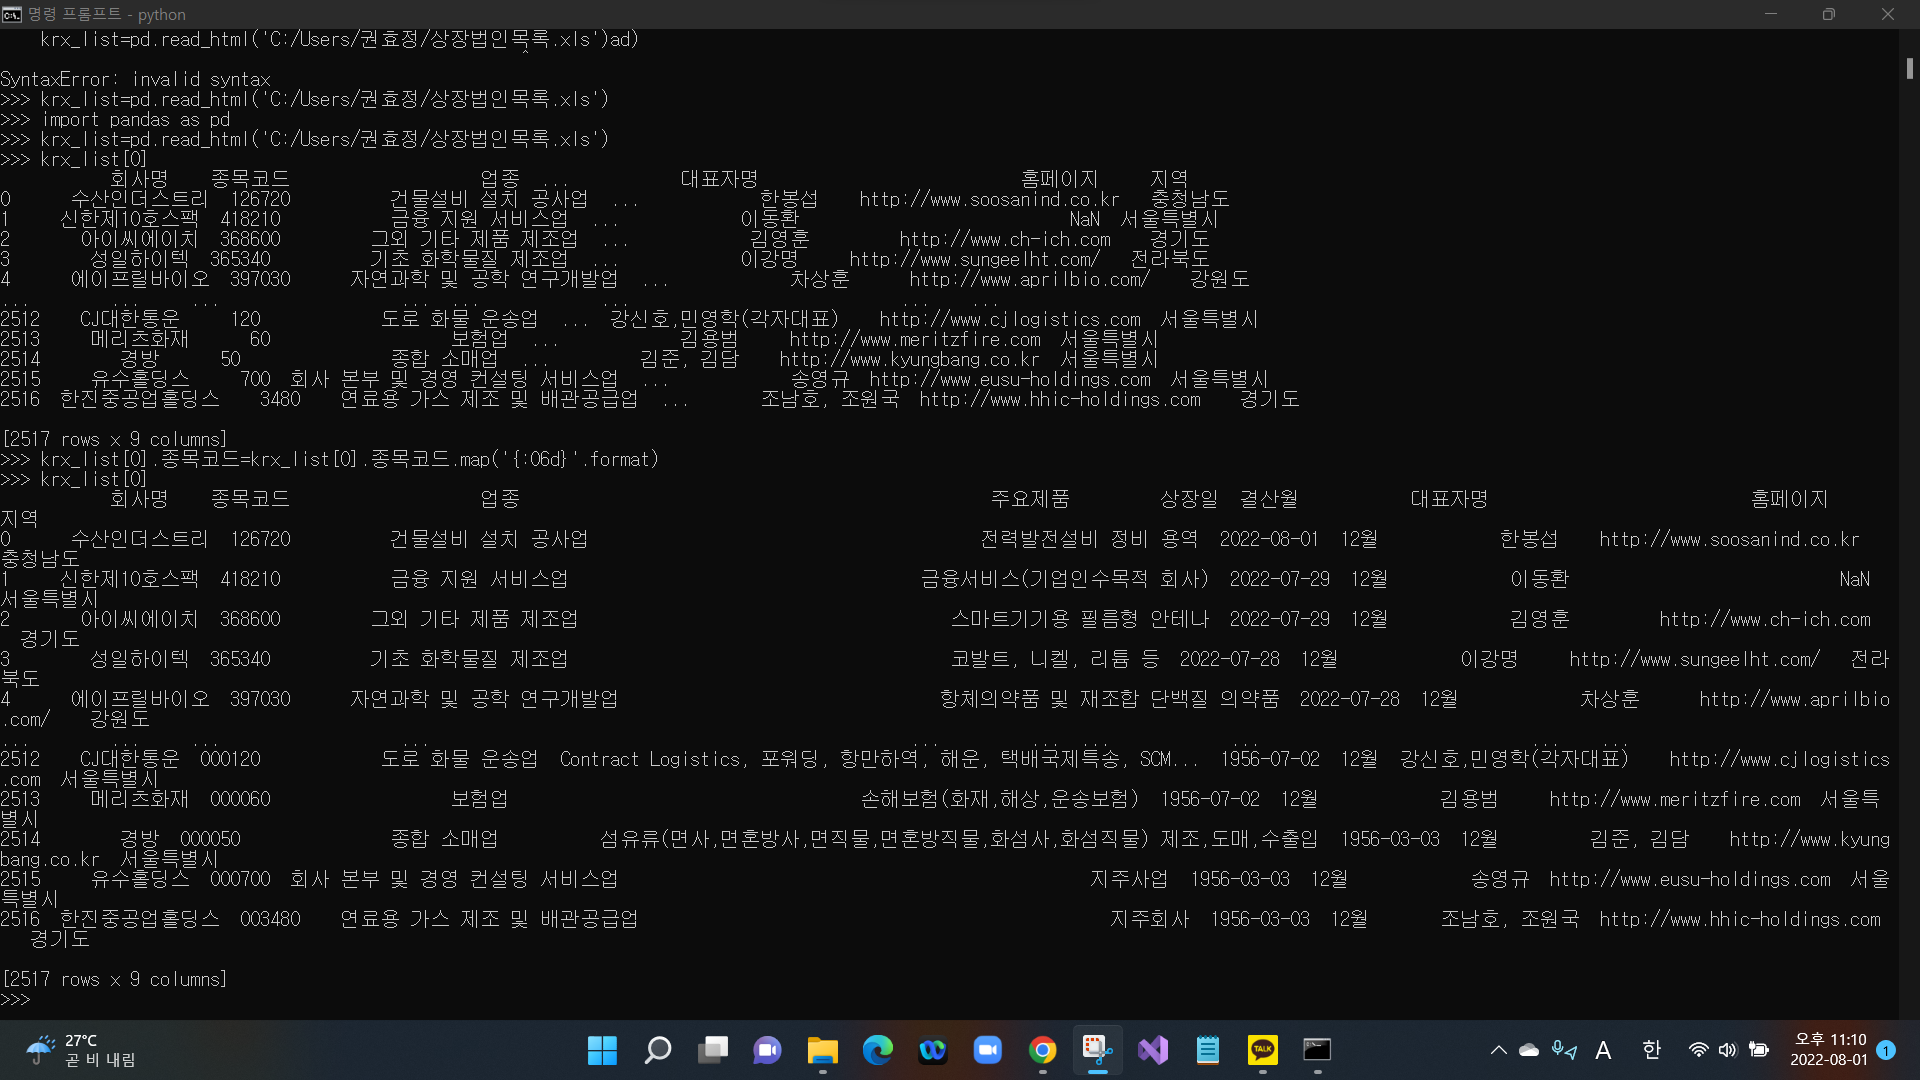 명령 프롬프트 - python
krx_list=pd.read_html('C:/Users/권효정/상장법인목록.xls')ad)
^
SyntaxError: invalid syntax
>>> krx_list=pd.read_html('C:/Users/권효정/상장법인목록.xls')
>>> import pandas as pd
>>> krx_list=pd.read_html('C:/Users/권효정/상장법인목록.xls')
>>> krx_list[0]
회사명 종목코드 업종 ... 대표자명 홈페이지 지역
0 수산인더스트리 126720 건물설비 설치 공사업 ... 한봉섭 http://www.soosanind.co.kr 충청남도
1 신한제10호스팩 418210 금융 지원 서비스업 ... 이동환 NaN 서울특별시
2 아이씨에이치 368600 그외 기타 제품 제조업 ... 김영훈 http://www.ch-ich.com 경기도
3 성일하이텍 365340 기초 화학물질 제조업 ... 이강명 http://www.sungeelht.com/ 전라북도
4 에이프릴바이오 397030 자연과학 및 공학 연구개발업 ... 차상훈 http://www.aprilbio.com/ 강원도
... ... ... ... ... ... ... ...
2512 CJ대한통운 120 도로 화물 운송업 ... 강신호,민영학(각자대표) http://www.cjlogistics.com 서울특별시
2513 메리츠화재 60 보험업 ... 김용범 http://www.meritzfire.com 서울특별시
2514 경방 50 종합 소매업 ... 김준, 김담 http://www.kyungbang.co.kr 서울특별시
2515 유수홀딩스 700 회사 본부 및 경영 컨설팅 서비스업 ... 송영규 http://www.eusu-holdings.com 서울특별시
2516 한진중공업홀딩스 3480 연료용 가스 제조 및 배관공급업 ... 조남호, 조원국 http://www.hhic-holdings.com 경기도
[2517 rows x 9 columns]
>>> krx_list[0].종목코드=krx_list[0].종목코드.map('{:06d}'.format)
>>> krx_list[0]
회사명 종목코드 업종 주요제품 상장일 결산월 대표자명 홈페이지
지역
0 수산인더스트리 126720 건물설비 설치 공사업 전력발전설비 정비 용역 2022-08-01 12월 한봉섭 http://www.soosanind.co.kr
충청남도
1 신한제10호스팩 418210 금융 지원 서비스업 금융서비스(기업인수목적 회사) 2022-07-29 12월 이동환 NaN
서울특별시
2 아이씨에이치 368600 그외 기타 제품 제조업 스마트기기용 필름형 안테나 2022-07-29 12월 김영훈 http://www.ch-ich.com
경기도
3 성일하이텍 365340 기초 화학물질 제조업 코발트, 니켈, 리튬 등 2022-07-28 12월 이강명 http://www.sungeelht.com/ 전라
북도
4 에이프릴바이오 397030 자연과학 및 공학 연구개발업 항체의약품 및 재조합 단백질 의약품 2022-07-28 12월 차상훈 http://www.aprilbio
.com/ 강원도
... ... ... ... ... ... ... ... ... ...
2512 CJ대한통운 000120 도로 화물 운송업 Contract Logistics, 포워딩, 항만하역, 해운, 택배국제특송, SCM... 1956-07-02 12월 강신호,민영학(각자대표) http://www.cjlogistics
.com 서울특별시
2513 메리츠화재 000060 보험업 손해보험(화재,해상,운송보험) 1956-07-02 12월 김용범 http://www.meritzfire.com 서울특
별시
2514 경방 000050 종합 소매업 섬유류(면사,면혼방사,면직물,면혼방직물,화섬사,화섬직물) 제조,도매,수출입 1956-03-03 12월 김준, 김담 http://www.kyung
bang.co.kr 서울특별시
2515 유수홀딩스 000700 회사 본부 및 경영 컨설팅 서비스업 지주사업 1956-03-03 12월 송영규 http://www.eusu-holdings.com 서울
특별시
2516 한진중공업홀딩스 003480 연료용 가스 제조 및 배관공급업 지주회사 1956-03-03 12월 조남호, 조원국 http://www.hhic-holdings.com
경기도
[2517 rows x 9 columns]
>>>
27°C
곧 비 내림
TALK
A
한
오후 11:10
2022-08-01
1